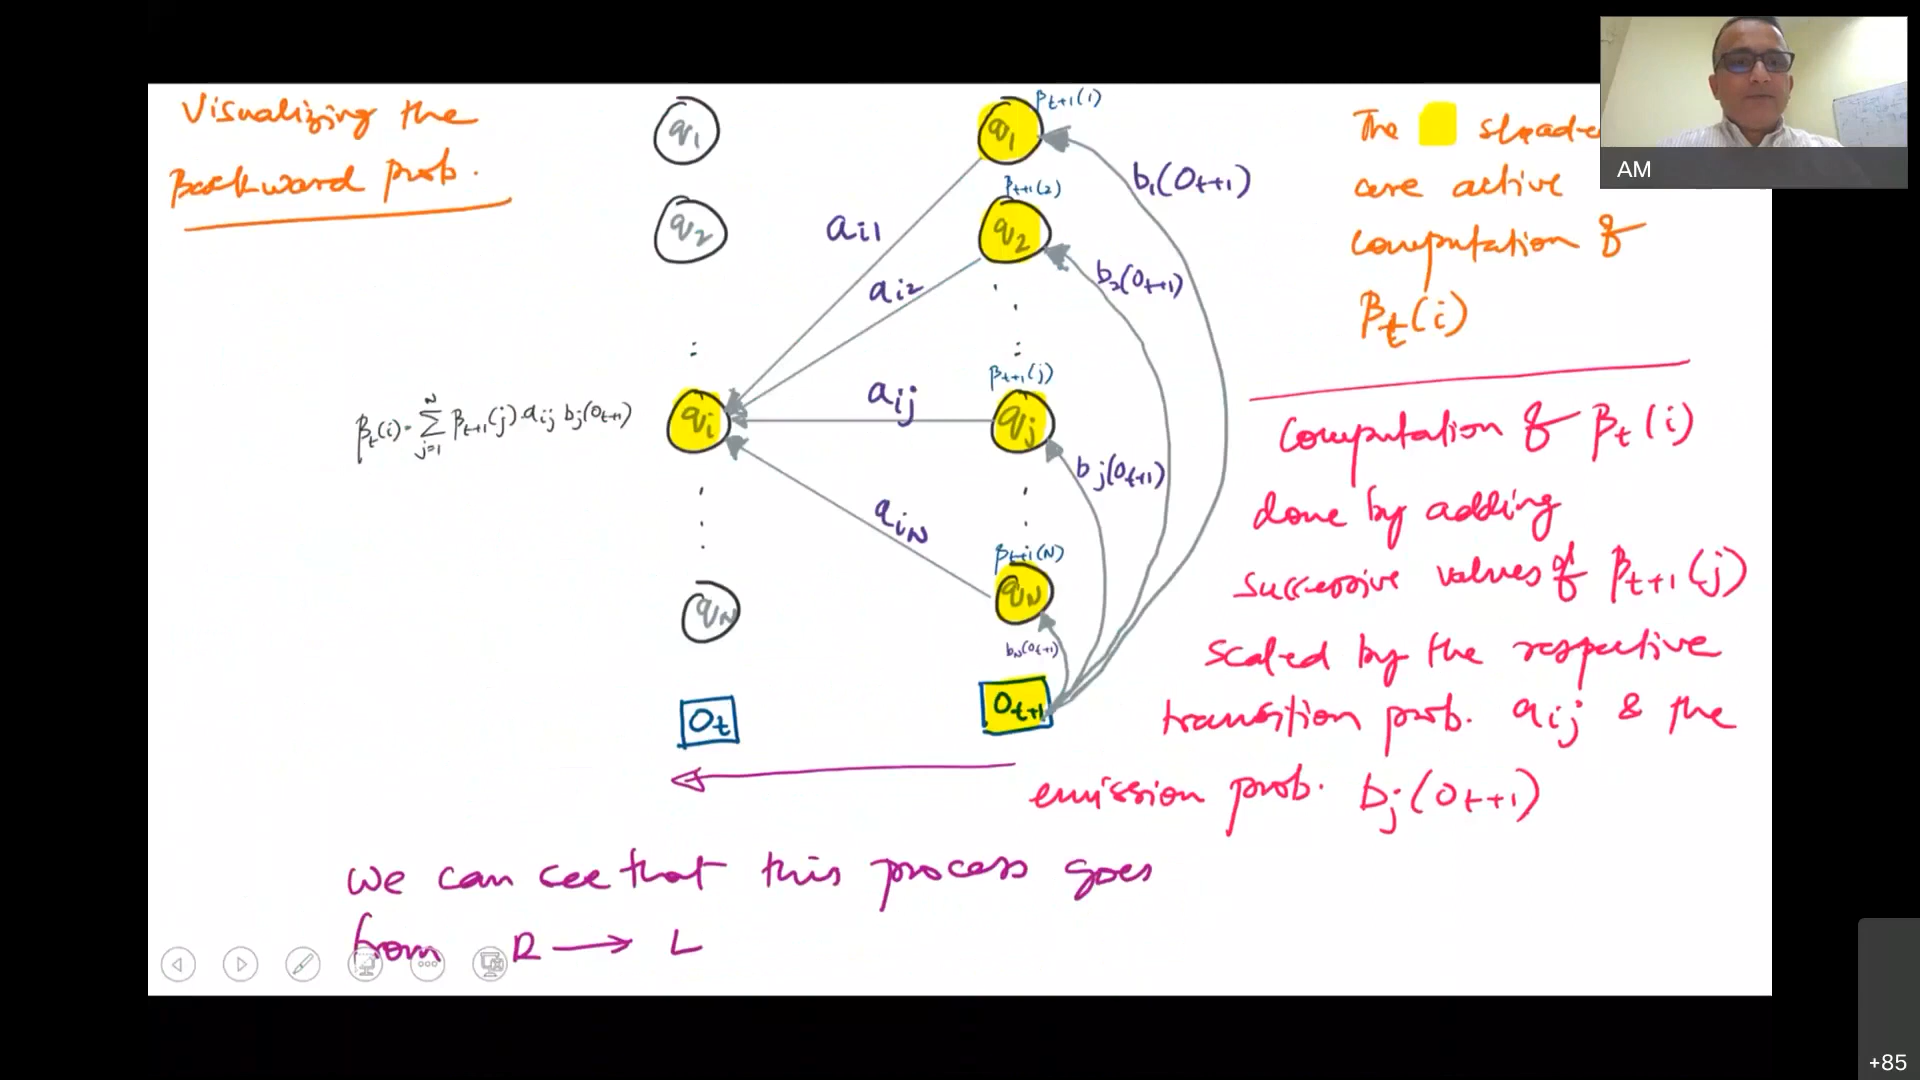 Visualizing the
Backward prob.
q1
q2
:
qi
.
.
.
qN
Ot
βt(i) = N∑j=1 βt+1(j) aij bj(Ot+1)
ai1
ai2
aij
aiN
βt+1(1)
q1
βt+1(2)
q2
.
.
:
βt+1(j)
qj
.
.
βt+1(N)
qN
Ot+1
b1(Ot+1)
b2(Ot+1)
bj(Ot+1)
bN(Ot+1)
The
are active
computation of
βt(i)
Computation of βt(i)
done by adding
successive values of βt+1(j)
scaled by the respective
transition prob. aij & the
emission prob. bj(Ot+1)
We can see that this process goes
from R → L
AM
+85